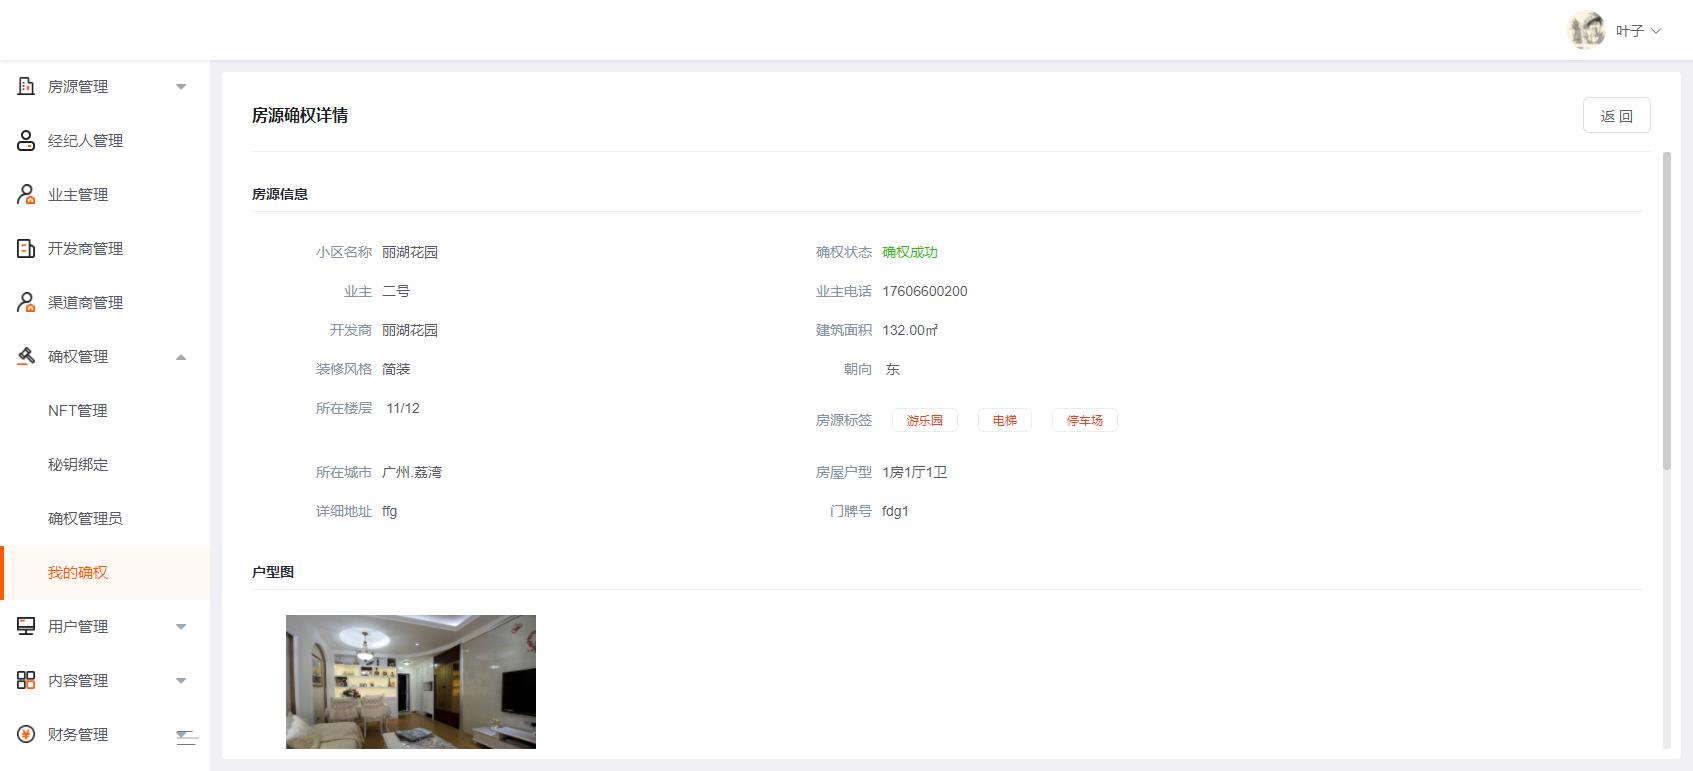 叶子
房源管理
经纪人管理
业主管理
开发商管理
渠道商管理
确权管理
NFT管理
秘钥绑定
确权管理员
我的确权
用户管理
内容管理
财务管理
房源确权详情
返 回
房源信息
小区名称 丽湖花园
确权状态 确权成功
业主 二号
业主电话 17606600200
开发商 丽湖花园
建筑面积 132.00㎡
装修风格 简装
朝向 东
所在楼层 11/12
房源标签 游乐园 电梯 停车场
所在城市 广州.荔湾
房屋户型 1房1厅1卫
详细地址 ffg
门牌号 fdg1
户型图